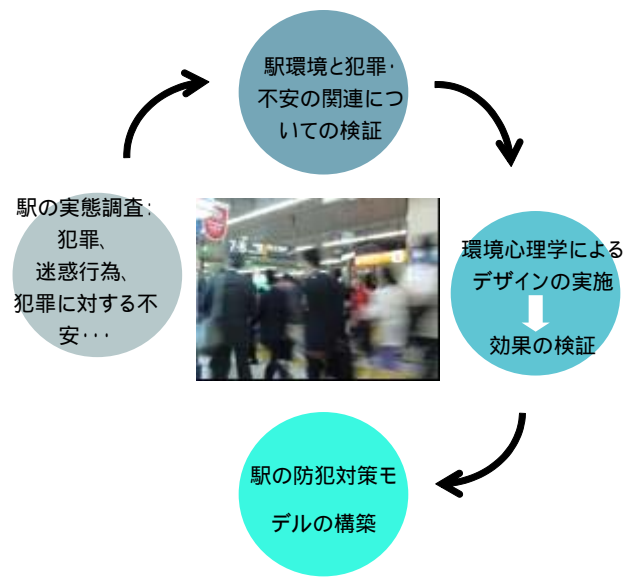 駅環境と犯罪・
不安の関連につ
いての検証
駅の実態調査:
犯罪、
迷惑行為、
犯罪に対する不
安・・・
環境心理学による
デザインの実施
効果の検証
駅の防犯対策モ
デルの構築